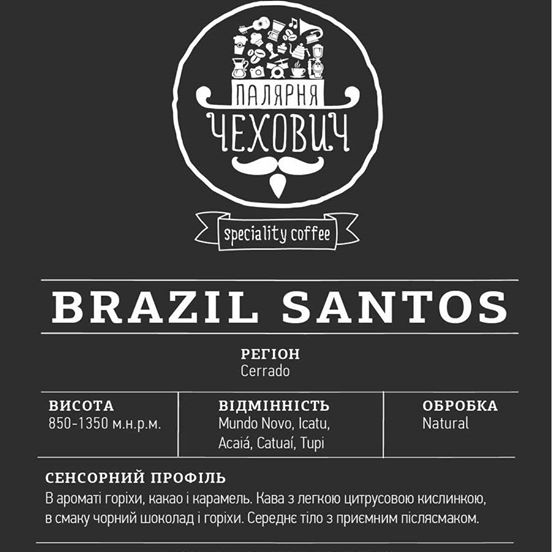 ПАЛЯРНЯ
ЧЕХОВИЧ
speciality coffee
BRAZIL SANTOS
РЕГІОН
Cerrado
ВИСОТА
850-1350 м.н.р.м.
ВІДМІННІСТЬ
Mundo Novo, Icatu,
Acaiá, Catuaí, Tupi
ОБРОБКА
Natural
СЕНСОРНИЙ ПРОФІЛЬ
В ароматі горіхи, какао і карамель. Кава з легкою цитрусовою кислинкою,
в смаку чорний шоколад і горіхи. Середнє тіло з приємним післясмаком.